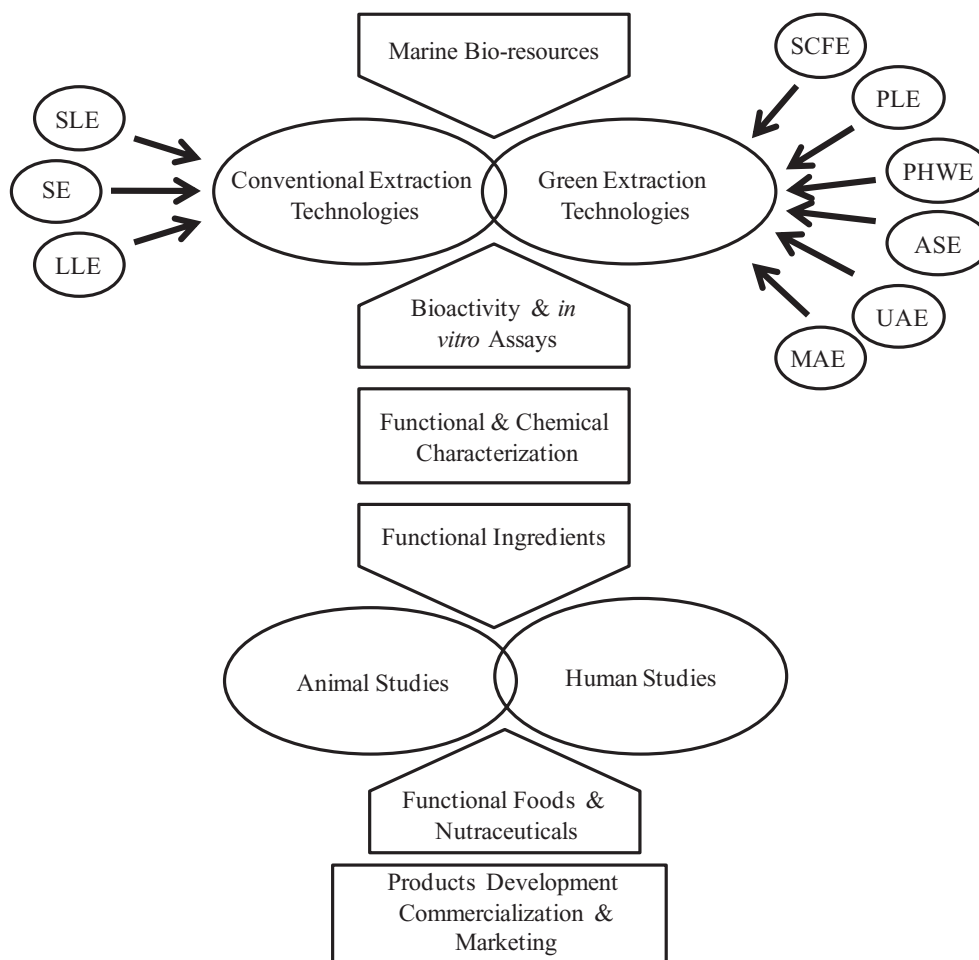 Marine Bio-resources
SLE
SE
LLE
Conventional Extraction
Technologies
Green Extraction
Technologies
SCFE
PLE
PHWE
ASE
UAE
MAE
Bioactivity & in
vitro Assays
Functional & Chemical
Characterization
Functional Ingredients
Animal Studies
Human Studies
Functional Foods &
Nutraceuticals
Products Development
Commercialization &
Marketing